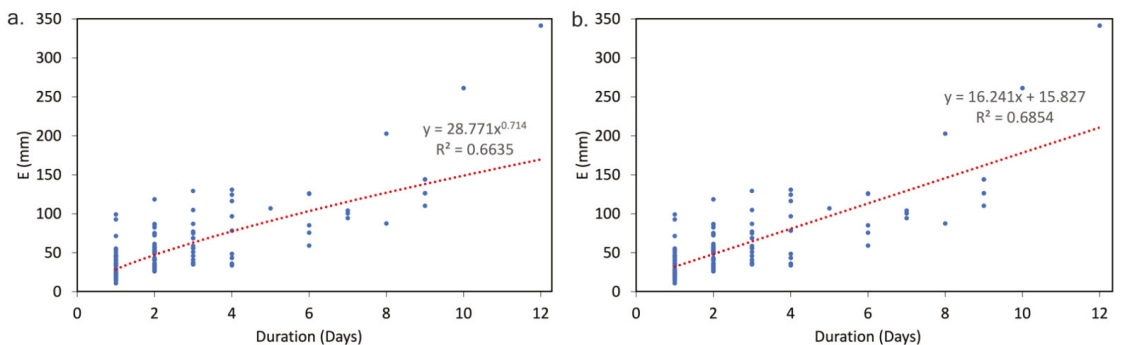 a.
350
300
250
200
150
100
50
0
E (mm)
y = 28.771x^0.714
R² = 0.6635
0 2 4 6 8 10 12
Duration (Days)
b.
350
300
250
200
150
100
50
0
E (mm)
y = 16.241x + 15.827
R² = 0.6854
0 2 4 6 8 10 12
Duration (Days)